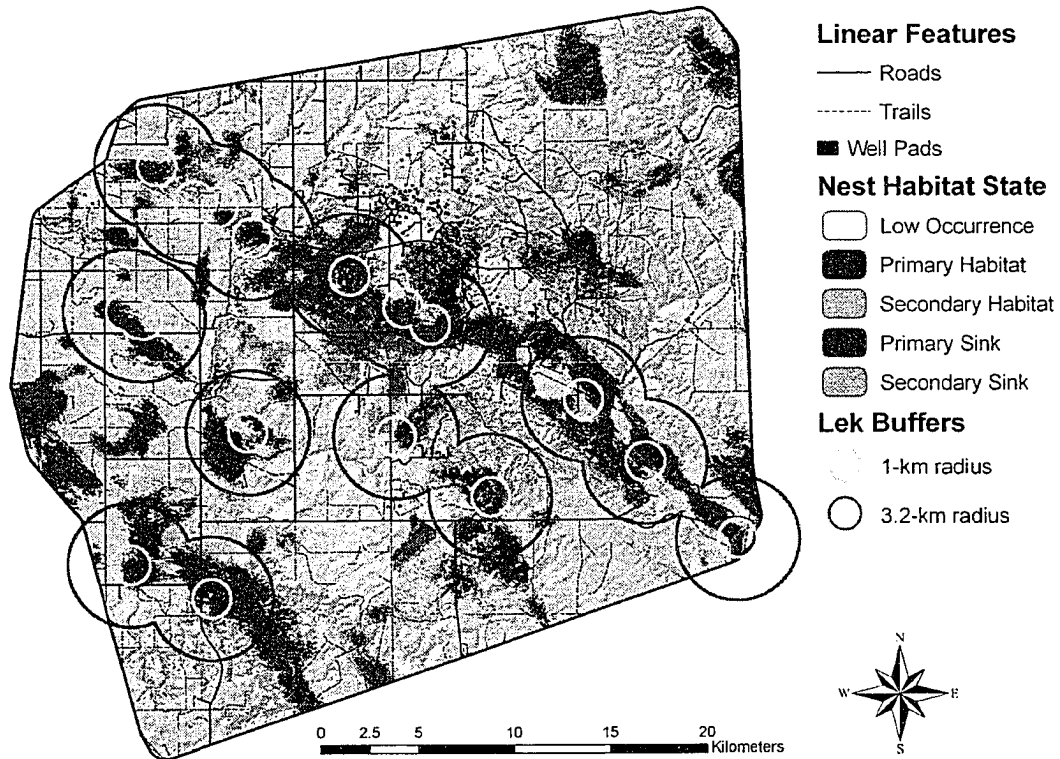 Linear Features
Roads
Trails
Well Pads
Nest Habitat State
Low Occurrence
Primary Habitat
Secondary Habitat
Primary Sink
Secondary Sink
Lek Buffers
1-km radius
3.2-km radius
N
W E
S
0 2.5 5 10 15 20
Kilometers